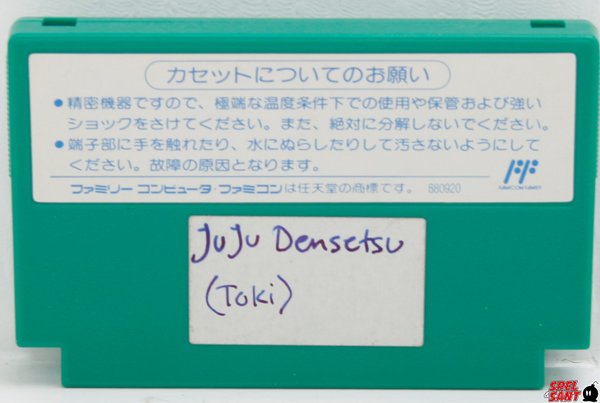 カセットについてのお願い
●精密機器ですので、極端な温度条件下での使用や保管および強い
ショックをさけてください。また、絶対に分解しないでください。
●端子部に手を触れたり、水にぬらしたりして汚さないようにして
ください。故障の原因となります。
FAMICOM FAMILY
ファミリー コンピュータ・ファミコンは任天堂の商標です。 880920
JuJu Densetsu
(Toki)
SPEL
SANT